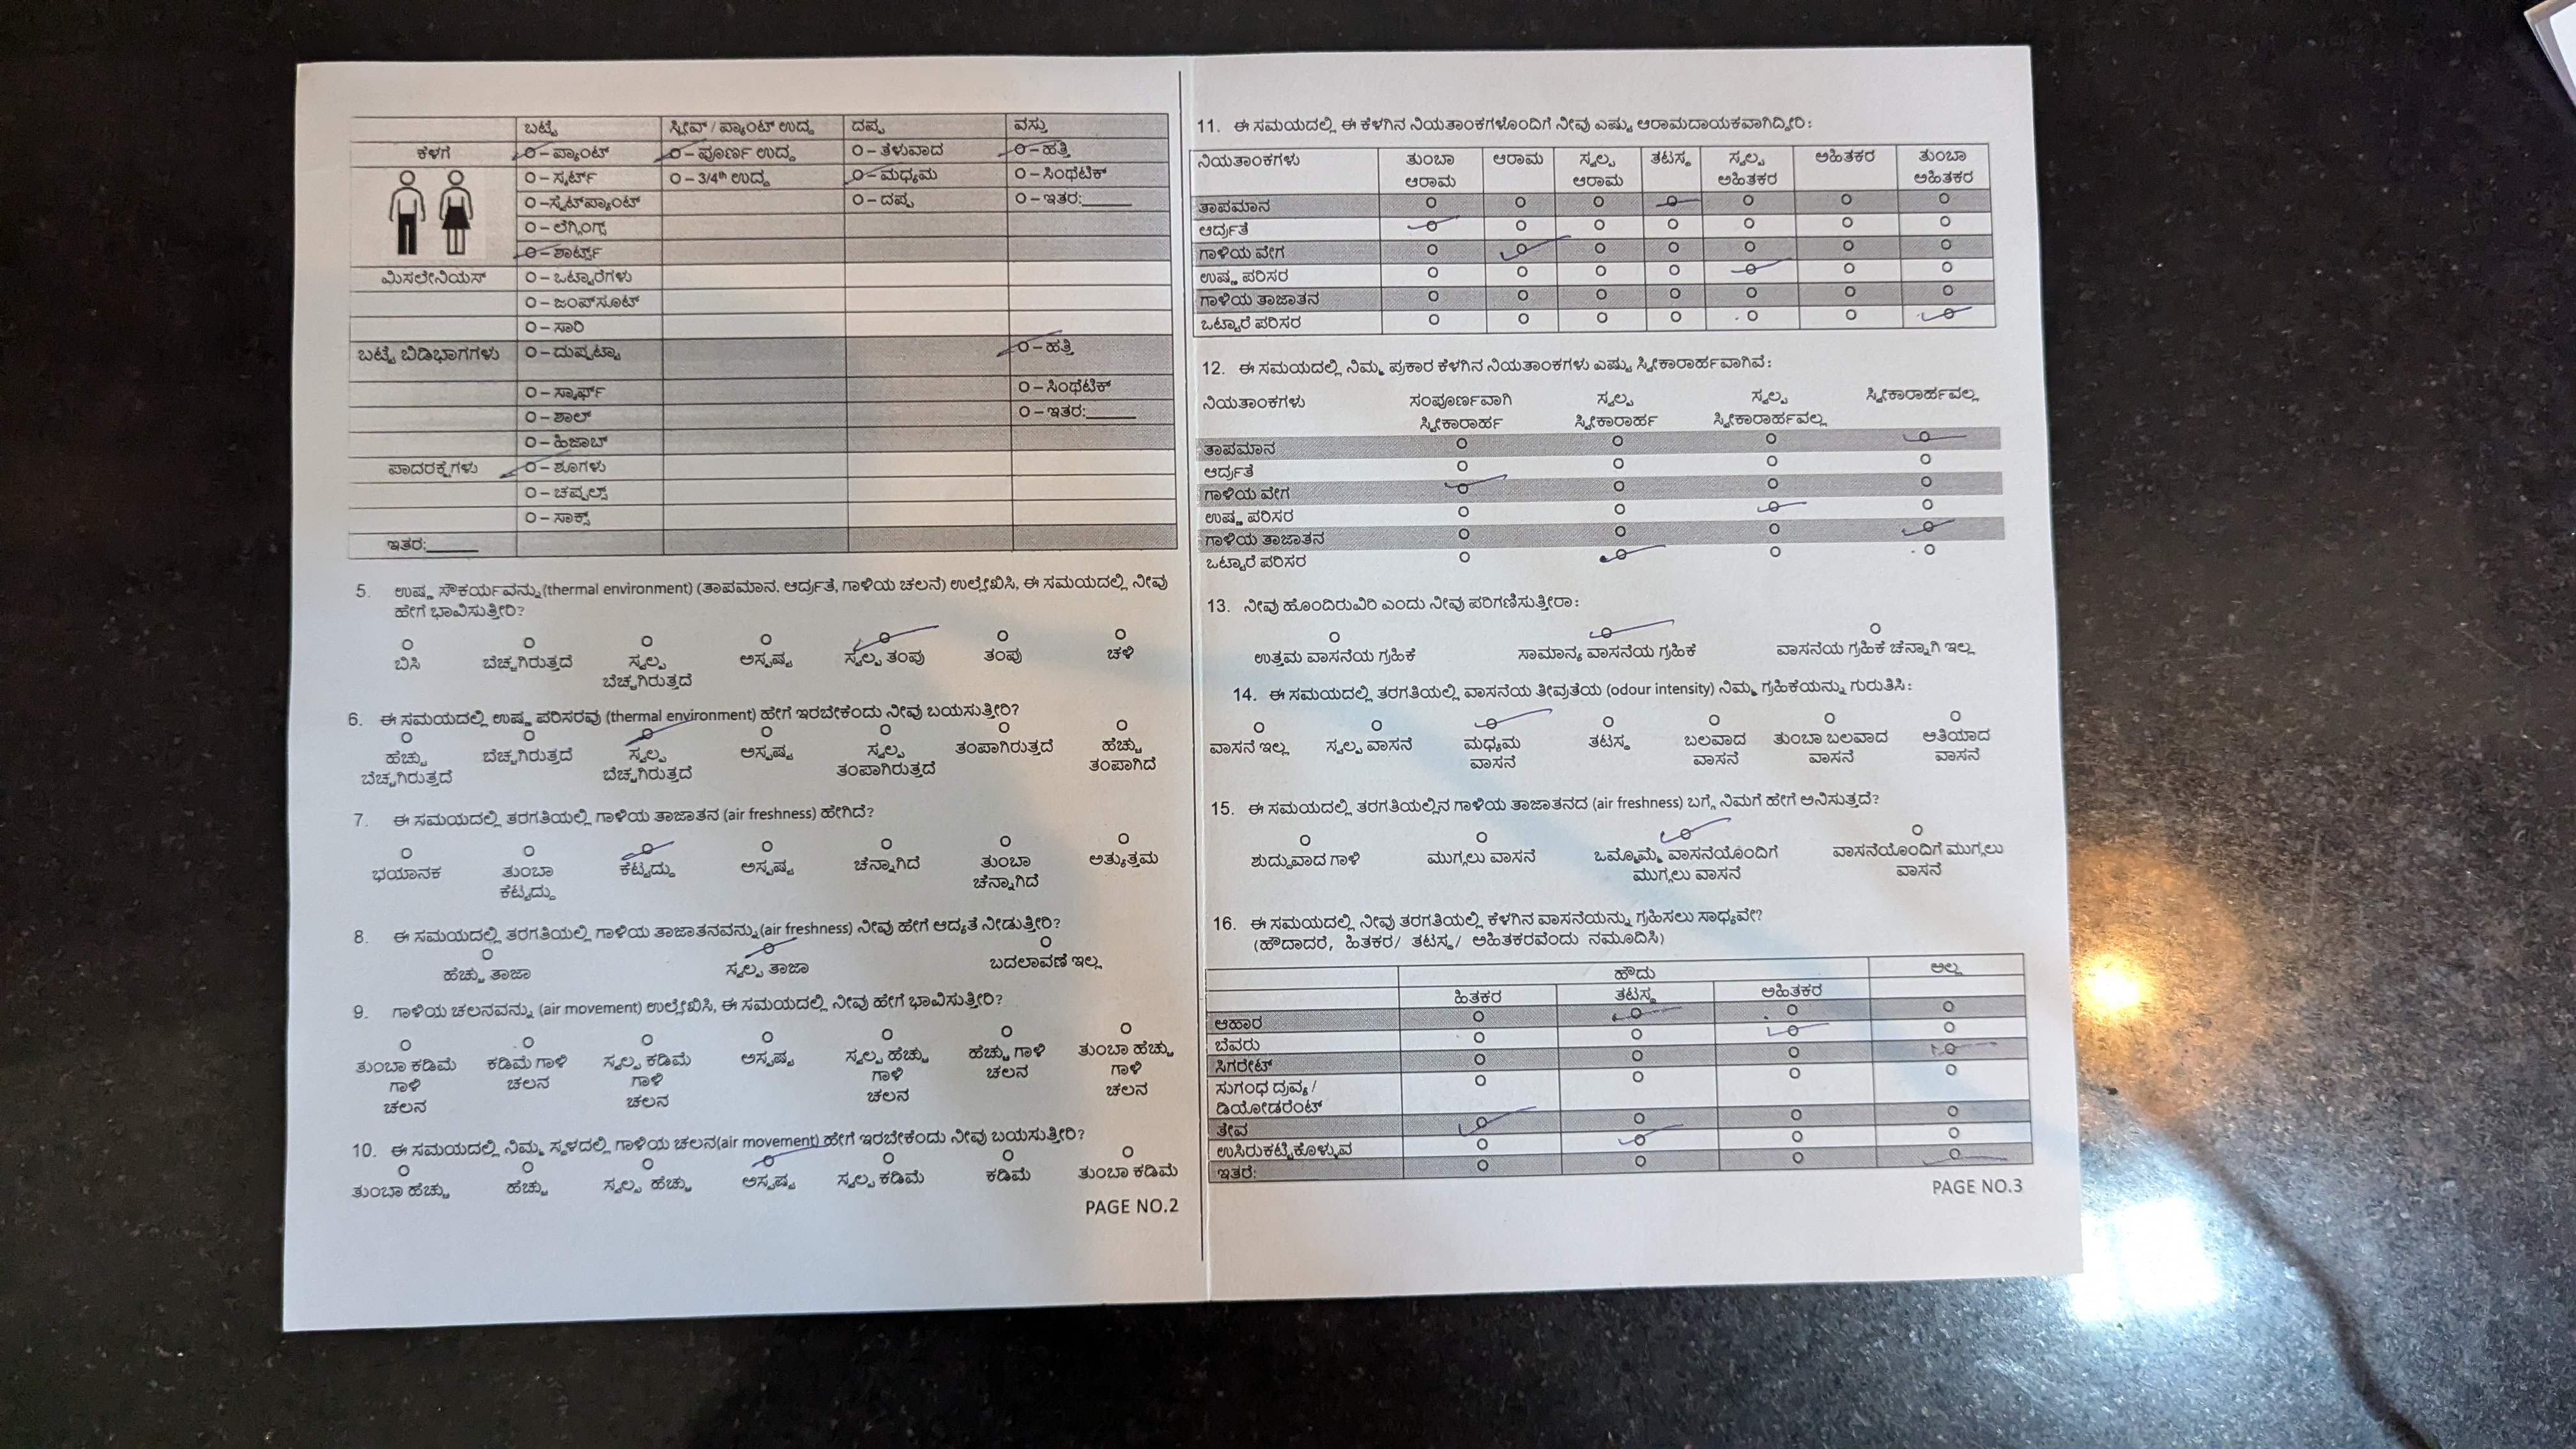 ಬಟ್ಟೆ ಸ್ಲೀವ್ / ಪ್ಯಾಂಟ್ ಉದ್ದ ದಪ್ಪ ವಸ್ತು
ಕೆಳಗೆ O – ಪ್ಯಾಂಟ್ O – ಪೂರ್ಣ ಉದ್ದ O – ತೆಳುವಾದ O – ಹತ್ತಿ
O – ಸ್ಕರ್ಟ್ O – 3/4th ಉದ್ದ O – ಮಧ್ಯಮ O – ಸಿಂಥೆಟಿಕ್
O –ಸ್ವೆಟ್‌ಪ್ಯಾಂಟ್ O – ದಪ್ಪ O – ಇತರ:______
O – ಲೆಗ್ಗಿಂಗ್ಸ್
O – ಶಾರ್ಟ್ಸ್
ಮಿಸಲೇನಿಯಸ್ O – ಒಟ್ಟಾರೆಗಳು
O – ಜಂಪ್‌ಸೂಟ್
O – ಸಾರಿ
ಬಟ್ಟೆ ಬಿಡಿಭಾಗಗಳು O – ದುಪ್ಪಟ್ಟಾ O – ಹತ್ತಿ
O – ಸ್ಕಾರ್ಫ್ O – ಸಿಂಥೆಟಿಕ್
O – ಶಾಲ್ O – ಇತರ:______
O – ಹಿಜಾಬ್
ಪಾದರಕ್ಷೆಗಳು O – ಶೂಗಳು
O – ಚಪ್ಪಲ್ಸ್
O – ಸಾಕ್ಸ್
ಇತರ:______
5. ಉಷ್ಣ ಸೌಕರ್ಯವನ್ನು (thermal environment) (ತಾಪಮಾನ. ಆರ್ದ್ರತೆ, ಗಾಳಿಯ ಚಲನೆ) ಉಲ್ಲೇಖಿಸಿ, ಈ ಸಮಯದಲ್ಲಿ ನೀವು
ಹೇಗೆ ಭಾವಿಸುತ್ತೀರಿ?
O O O O O O O
ಬಿಸಿ ಬೆಚ್ಚಗಿರುತ್ತದೆ ಸ್ವಲ್ಪ ಅಸ್ಪಷ್ಟ ಸ್ವಲ್ಪ ತಂಪು ತಂಪು ಚಳಿ
ಬೆಚ್ಚಗಿರುತ್ತದೆ
6. ಈ ಸಮಯದಲ್ಲಿ ಉಷ್ಣ ಪರಿಸರವು (thermal environment) ಹೇಗೆ ಇರಬೇಕೆಂದು ನೀವು ಬಯಸುತ್ತೀರಿ?
O O O O O O O
ಹೆಚ್ಚು ಬೆಚ್ಚಗಿರುತ್ತದೆ ಸ್ವಲ್ಪ ಅಸ್ಪಷ್ಟ ಸ್ವಲ್ಪ ತಂಪಾಗಿರುತ್ತದೆ ಹೆಚ್ಚು
ಬೆಚ್ಚಗಿರುತ್ತದೆ ಬೆಚ್ಚಗಿರುತ್ತದೆ ತಂಪಾಗಿರುತ್ತದೆ ತಂಪಾಗಿದೆ
7. ಈ ಸಮಯದಲ್ಲಿ ತರಗತಿಯಲ್ಲಿ ಗಾಳಿಯ ತಾಜಾತನ (air freshness) ಹೇಗಿದೆ?
O O O O O O O
ಭಯಾನಕ ತುಂಬಾ ಕೆಟ್ಟದ್ದು ಅಸ್ಪಷ್ಟ ಚೆನ್ನಾಗಿದೆ ತುಂಬಾ ಅತ್ಯುತ್ತಮ
ಕೆಟ್ಟದ್ದು ಚೆನ್ನಾಗಿದೆ
8. ಈ ಸಮಯದಲ್ಲಿ ತರಗತಿಯಲ್ಲಿ ಗಾಳಿಯ ತಾಜಾತನವನ್ನು (air freshness) ನೀವು ಹೇಗೆ ಆದ್ಯತೆ ನೀಡುತ್ತೀರಿ?
O O O
ಹೆಚ್ಚು ತಾಜಾ ಸ್ವಲ್ಪ ತಾಜಾ ಬದಲಾವಣೆ ಇಲ್ಲ
9. ಗಾಳಿಯ ಚಲನವನ್ನು (air movement) ಉಲ್ಲೇಖಿಸಿ, ಈ ಸಮಯದಲ್ಲಿ ನೀವು ಹೇಗೆ ಭಾವಿಸುತ್ತೀರಿ?
O O O O O O O
ತುಂಬಾ ಕಡಿಮೆ ಕಡಿಮೆ ಗಾಳಿ ಸ್ವಲ್ಪ ಕಡಿಮೆ ಅಸ್ಪಷ್ಟ ಸ್ವಲ್ಪ ಹೆಚ್ಚು ಹೆಚ್ಚು ಗಾಳಿ ತುಂಬಾ ಹೆಚ್ಚು
ಗಾಳಿ ಚಲನ ಗಾಳಿ ಗಾಳಿ ಚಲನ ಗಾಳಿ
ಚಲನ ಚಲನ ಚಲನ ಚಲನ
10. ಈ ಸಮಯದಲ್ಲಿ ನಿಮ್ಮ ಸ್ಥಳದಲ್ಲಿ ಗಾಳಿಯ ಚಲನ(air movement) ಹೇಗೆ ಇರಬೇಕೆಂದು ನೀವು ಬಯಸುತ್ತೀರಿ?
O O O O O O O
ತುಂಬಾ ಹೆಚ್ಚು ಹೆಚ್ಚು ಸ್ವಲ್ಪ ಹೆಚ್ಚು ಅಸ್ಪಷ್ಟ ಸ್ವಲ್ಪ ಕಡಿಮೆ ಕಡಿಮೆ ತುಂಬಾ ಕಡಿಮೆ
PAGE NO.2
11. ಈ ಸಮಯದಲ್ಲಿ ಈ ಕೆಳಗಿನ ನಿಯತಾಂಕಗಳೊಂದಿಗೆ ನೀವು ಎಷ್ಟು ಆರಾಮದಾಯಕವಾಗಿದ್ದೀರಿ:
ನಿಯತಾಂಕಗಳು ತುಂಬಾ ಆರಾಮ ಸ್ವಲ್ಪ ತಟಸ್ಥ ಸ್ವಲ್ಪ ಅಹಿತಕರ ತುಂಬಾ
ಆರಾಮ ಆರಾಮ ಅಹಿತಕರ ಅಹಿತಕರ
ತಾಪಮಾನ O O O O O O O
ಆರ್ದ್ರತೆ O O O O O O O
ಗಾಳಿಯ ವೇಗ O O O O O O O
ಉಷ್ಣ ಪರಿಸರ O O O O O O O
ಗಾಳಿಯ ತಾಜಾತನ O O O O O O O
ಒಟ್ಟಾರೆ ಪರಿಸರ O O O O O O O
12. ಈ ಸಮಯದಲ್ಲಿ ನಿಮ್ಮ ಪ್ರಕಾರ ಕೆಳಗಿನ ನಿಯತಾಂಕಗಳು ಎಷ್ಟು ಸ್ವೀಕಾರಾರ್ಹವಾಗಿವೆ:
ನಿಯತಾಂಕಗಳು ಸಂಪೂರ್ಣವಾಗಿ ಸ್ವಲ್ಪ ಸ್ವಲ್ಪ ಸ್ವೀಕಾರಾರ್ಹವಲ್ಲ
ಸ್ವೀಕಾರಾರ್ಹ ಸ್ವೀಕಾರಾರ್ಹ ಸ್ವೀಕಾರಾರ್ಹವಲ್ಲ
ತಾಪಮಾನ O O O O
ಆರ್ದ್ರತೆ O O O O
ಗಾಳಿಯ ವೇಗ O O O O
ಉಷ್ಣ ಪರಿಸರ O O O O
ಗಾಳಿಯ ತಾಜಾತನ O O O O
ಒಟ್ಟಾರೆ ಪರಿಸರ O O O O
13. ನೀವು ಹೊಂದಿರುವಿರಿ ಎಂದು ನೀವು ಪರಿಗಣಿಸುತ್ತೀರಾ:
O O O
ಉತ್ತಮ ವಾಸನೆಯ ಗ್ರಹಿಕೆ ಸಾಮಾನ್ಯ ವಾಸನೆಯ ಗ್ರಹಿಕೆ ವಾಸನೆಯ ಗ್ರಹಿಕೆ ಚೆನ್ನಾಗಿ ಇಲ್ಲ
14. ಈ ಸಮಯದಲ್ಲಿ ತರಗತಿಯಲ್ಲಿ ವಾಸನೆಯ ತೀವ್ರತೆಯ (odour intensity) ನಿಮ್ಮ ಗ್ರಹಿಕೆಯನ್ನು ಗುರುತಿಸಿ:
O O O O O O O
ವಾಸನೆ ಇಲ್ಲ ಸ್ವಲ್ಪ ವಾಸನೆ ಮಧ್ಯಮ ತಟಸ್ಥ ಬಲವಾದ ತುಂಬಾ ಬಲವಾದ ಅತಿಯಾದ
ವಾಸನೆ ವಾಸನೆ ವಾಸನೆ ವಾಸನೆ
15. ಈ ಸಮಯದಲ್ಲಿ ತರಗತಿಯಲ್ಲಿನ ಗಾಳಿಯ ತಾಜಾತನದ (air freshness) ಬಗ್ಗೆ ನಿಮಗೆ ಹೇಗೆ ಅನಿಸುತ್ತದೆ?
O O O O
ಶುದ್ಧವಾದ ಗಾಳಿ ಮುಗ್ಗಲು ವಾಸನೆ ಒಮ್ಮೊಮ್ಮೆ ವಾಸನೆಯೊಂದಿಗೆ ವಾಸನೆಯೊಂದಿಗೆ ಮುಗ್ಗಲು
ಮುಗ್ಗಲು ವಾಸನೆ ವಾಸನೆ
16. ಈ ಸಮಯದಲ್ಲಿ ನೀವು ತರಗತಿಯಲ್ಲಿ ಕೆಳಗಿನ ವಾಸನೆಯನ್ನು ಗ್ರಹಿಸಲು ಸಾಧ್ಯವೇ?
(ಹೌದಾದರೆ, ಹಿತಕರ/ ತಟಸ್ಥ/ ಅಹಿತಕರವೆಂದು ನಮೂದಿಸಿ)
ಹೌದು ಅಲ್ಲ
ಹಿತಕರ ತಟಸ್ಥ ಅಹಿತಕರ
ಆಹಾರ O O O O
ಬೆವರು O O O O
ಸಿಗರೇಟ್ O O O O
ಸುಗಂಧ ದ್ರವ್ಯ / O O O O
ಡಿಯೋಡರೆಂಟ್
ತೇವ O O O O
ಉಸಿರುಕಟ್ಟಿಕೊಳ್ಳುವ O O O O
ಇತರ: O O O O
PAGE NO.3